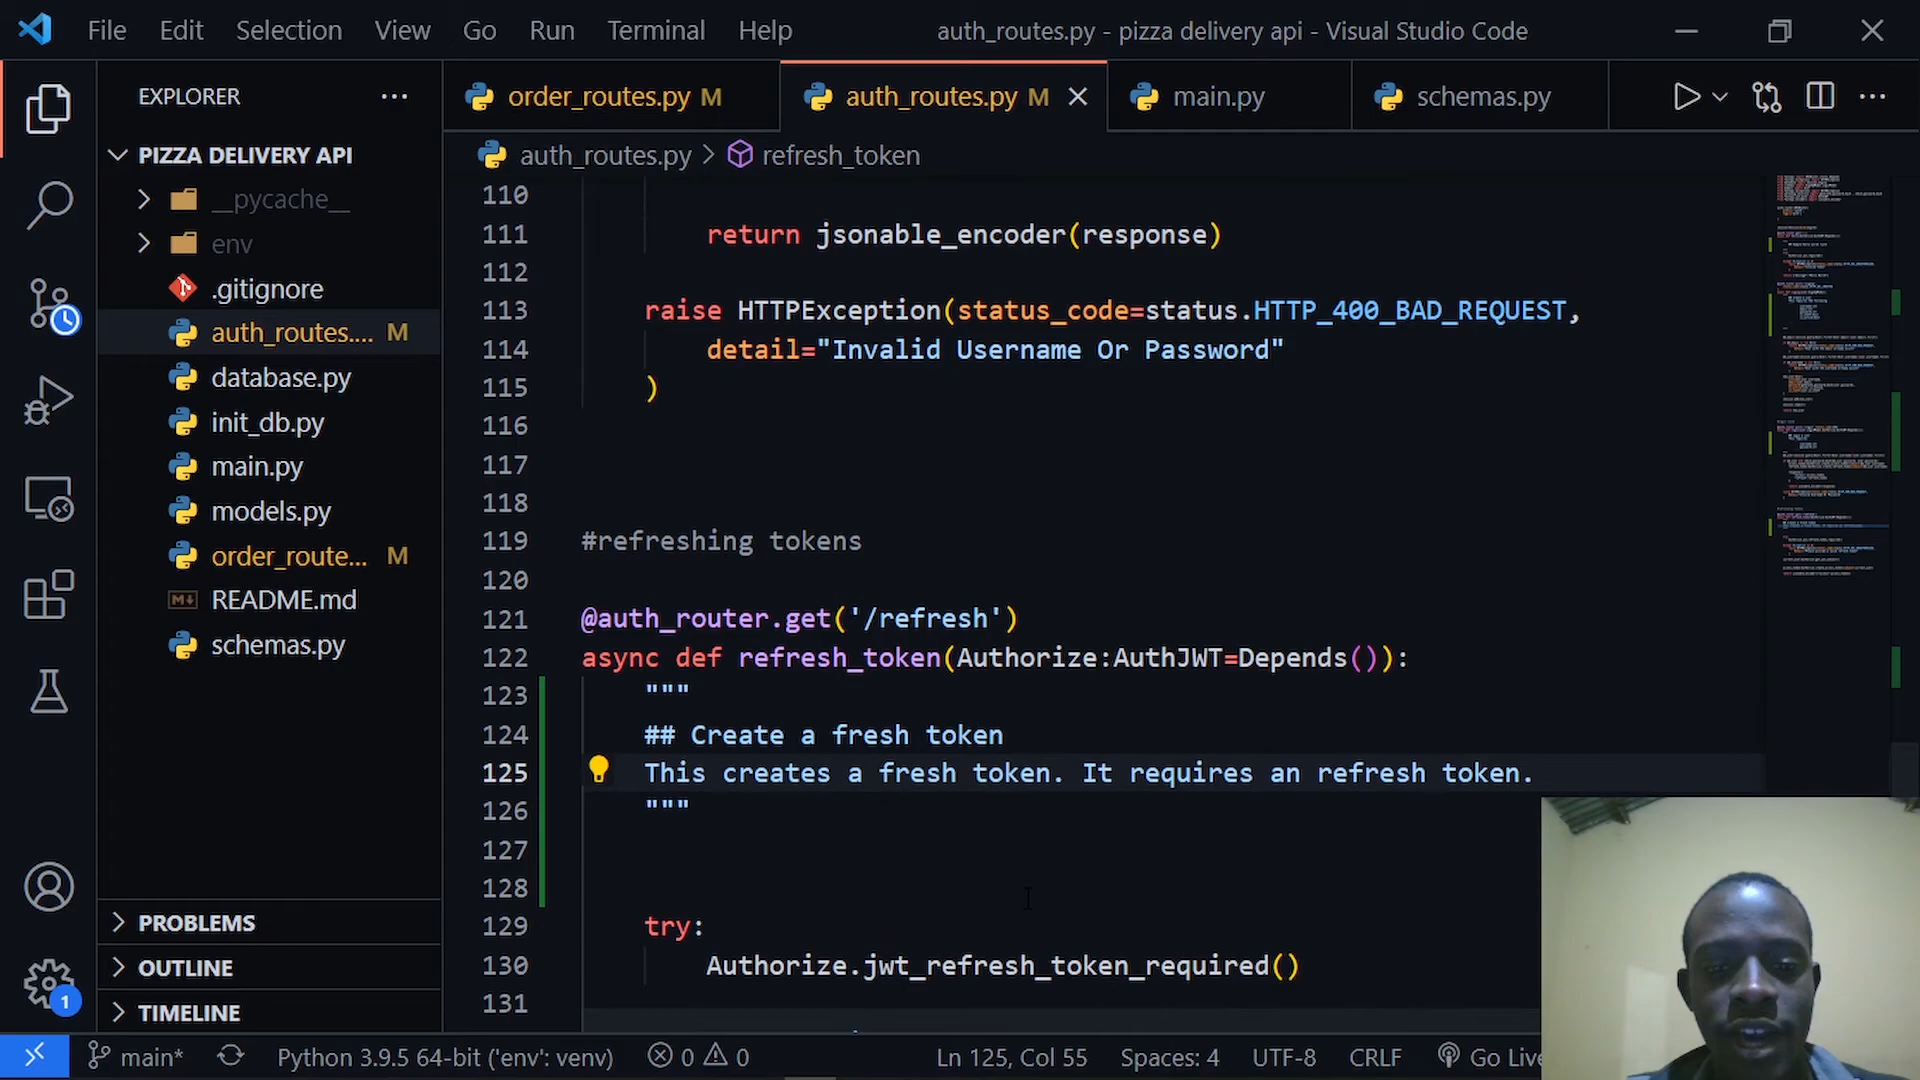 File Edit Selection View Go Run Terminal Help
auth_routes.py - pizza delivery api - Visual Studio Code
EXPLORER
order_routes.py M
auth_routes.py M
main.py
schemas.py
PIZZA DELIVERY API
__pycache__
env
.gitignore
auth_routes.... M
database.py
init_db.py
main.py
models.py
order_route... M
README.md
schemas.py
PROBLEMS
OUTLINE
TIMELINE
auth_routes.py > refresh_token
110
111 return jsonable_encoder(response)
112
113 raise HTTPException(status_code=status.HTTP_400_BAD_REQUEST,
114 detail="Invalid Username Or Password"
115 )
116
117
118
119 #refreshing tokens
120
121 @auth_router.get('/refresh')
122 async def refresh_token(Authorize:AuthJWT=Depends()):
123 """
124 ## Create a fresh token
125 This creates a fresh token. It requires an refresh token.
126 """
127
128
129 try:
130 Authorize.jwt_refresh_token_required()
131
1
main* Python 3.9.5 64-bit ('env': venv) 0 0 Ln 125, Col 55 Spaces: 4 UTF-8 CRLF Go Live